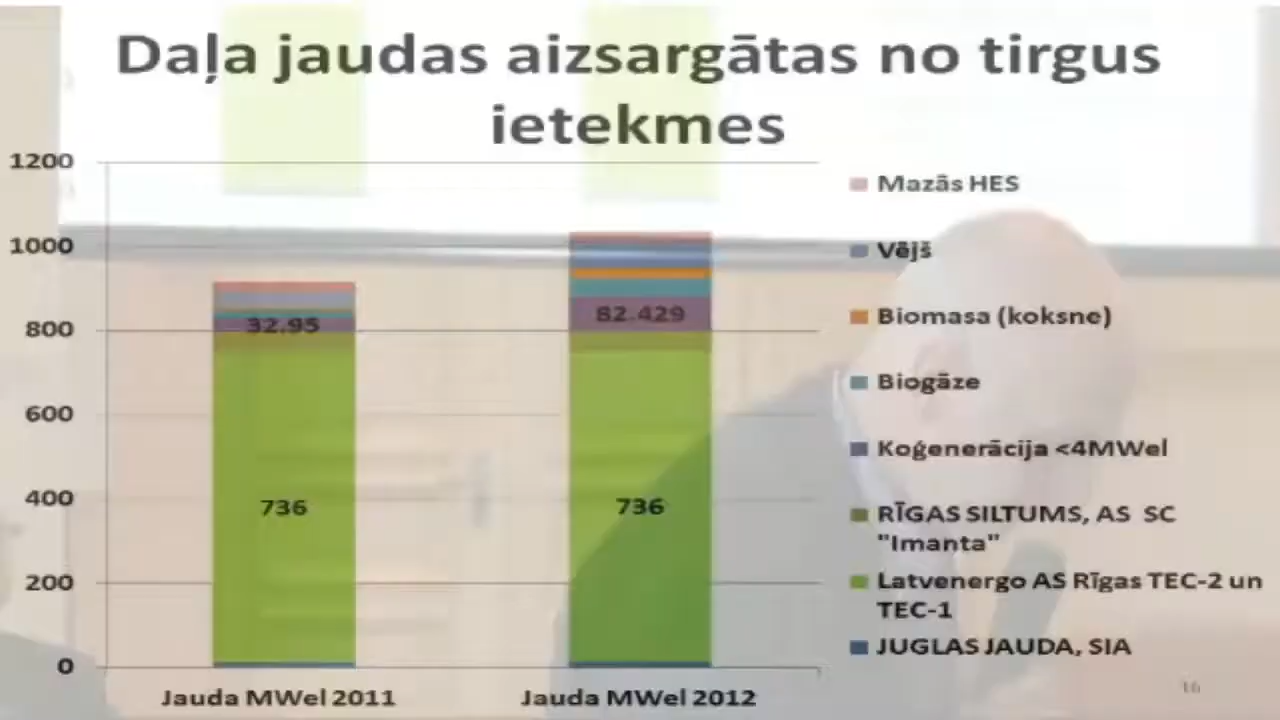 Daļa jaudas aizsargātas no tirgus
ietekmes
1200
1000
800
600
400
200
0
32.95
736
82.429
736
Jauda MWel 2011
Jauda MWel 2012
Mazās HES
Vējš
Biomasa (koksne)
Biogāze
Koģenerācija <4MWel
RĪGAS SILTUMS, AS SC
"Imanta"
Latvenergo AS Rīgas TEC-2 un
TEC-1
JUGLAS JAUDA, SIA
16